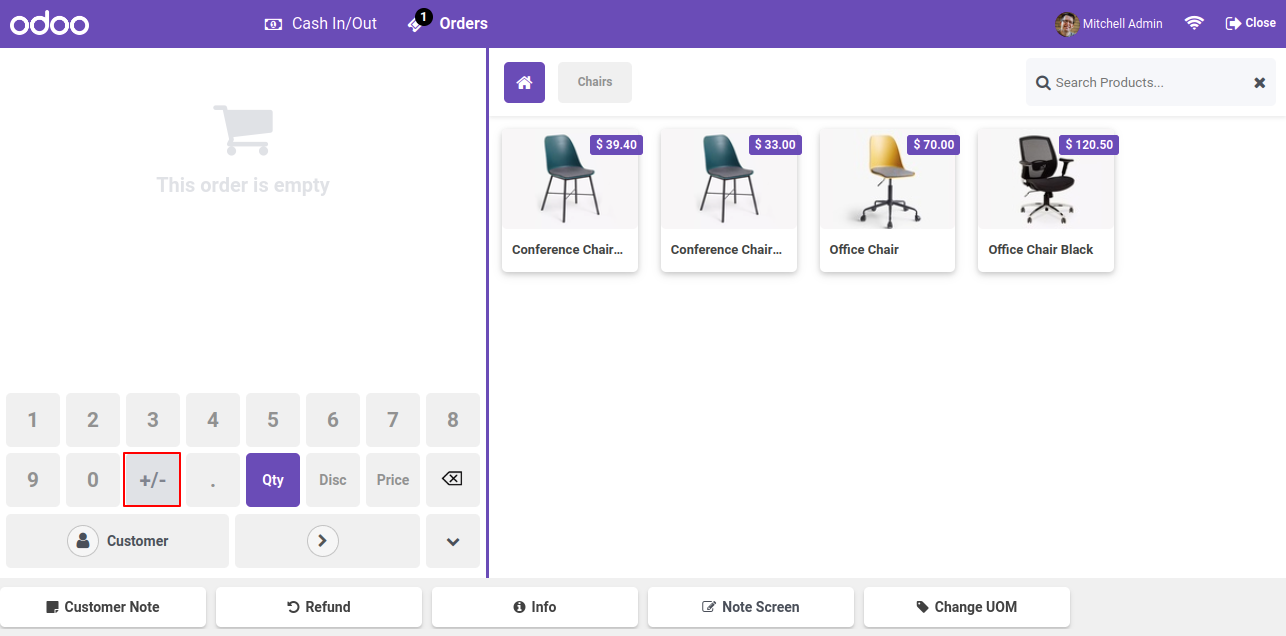 odoo
Cash In/Out
1
Orders
Mitchell Admin
Close
Chairs
Search Products...
This order is empty
$ 39.40
$ 33.00
$ 70.00
$ 120.50
Conference Chair...
Conference Chair...
Office Chair
Office Chair Black
1 2 3 4 5 6 7 8
9 0 +/- . Qty Disc Price
Customer
Customer Note
Refund
Info
Note Screen
Change UOM